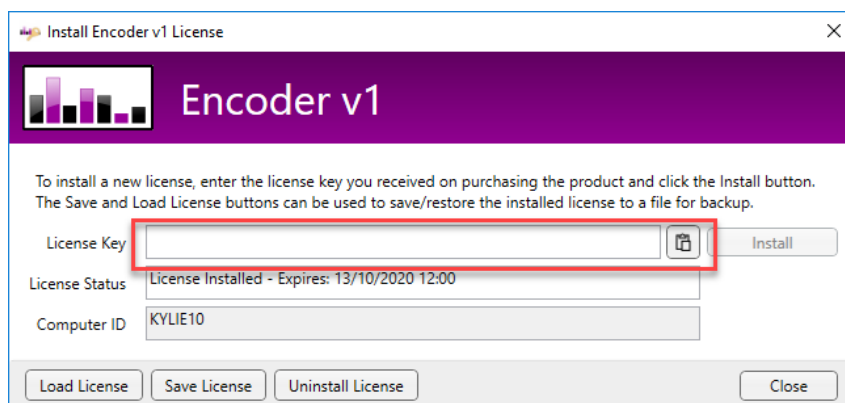 Install Encoder v1 License
Encoder v1
To install a new license, enter the license key you received on purchasing the product and click the Install button.
The Save and Load License buttons can be used to save/restore the installed license to a file for backup.
License Key
Install
License Status
License Installed - Expires: 13/10/2020 12:00
Computer ID
KYLIE10
Load License
Save License
Uninstall License
Close